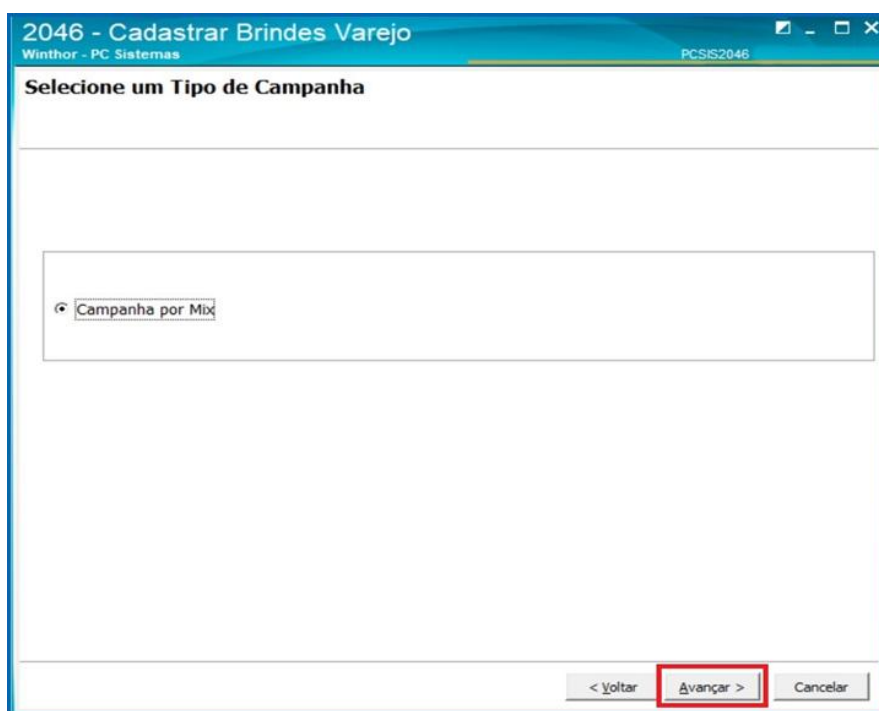 2046 - Cadastrar Brindes Varejo
Winthor - PC Sistemas
PCSIS2046
Selecione um Tipo de Campanha
Campanha por Mix
< Voltar
Avançar >
Cancelar